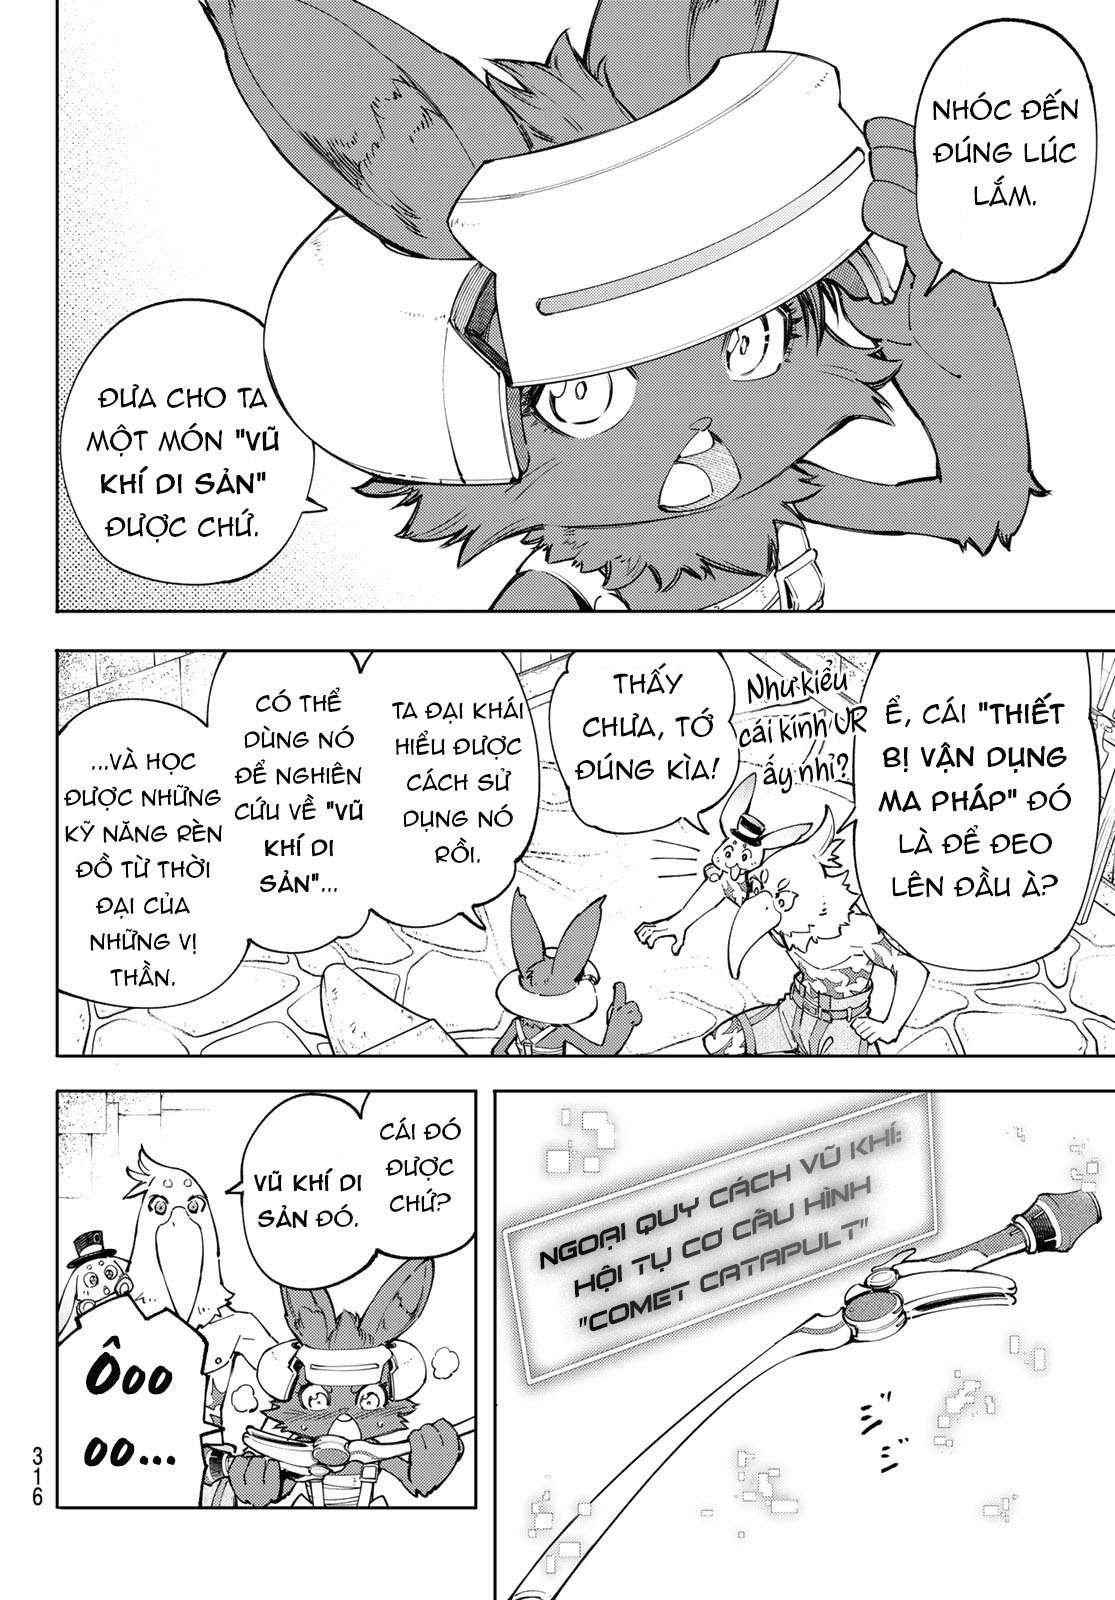 NHÓC ĐẾN
ĐÚNG LÚC
LẮM.
ĐƯA CHO TA
MỘT MÓN "VŨ
KHÍ DI SẢN"
ĐƯỢC CHỨ.
Ể, CÁI "THIẾT
BỊ VẬN DỤNG
MA PHÁP" ĐÓ
LÀ ĐỂ ĐEO
LÊN ĐẦU À?
Như kiểu
cái kính VR
ấy nhỉ?
THẤY
CHƯA, TỚ
ĐÚNG KÌA!
TA ĐẠI KHÁI
HIỂU ĐƯỢC
CÁCH SỬ
DỤNG NÓ
RỒI.
CÓ THỂ
DÙNG NÓ
ĐỂ NGHIÊN
CỨU VỀ "VŨ
KHÍ DI
SẢN"...
...VÀ HỌC
ĐƯỢC NHỮNG
KỸ NĂNG RÈN
ĐỒ TỪ THỜI
ĐẠI CỦA
NHỮNG VỊ
THẦN.
NGOẠI QUY CÁCH VŨ KHÍ:
HỘI TỤ CƠ CẦU HÌNH
"COMET CATAPULT"
CÁI ĐÓ
ĐƯỢC
CHỨ?
VŨ KHÍ DI
SẢN ĐÓ.
Ôoo
oo...
316